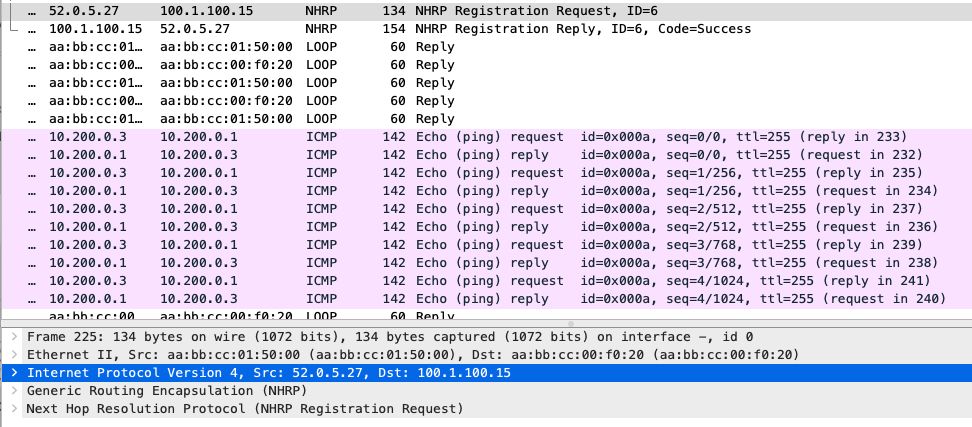 … 52.0.5.27 100.1.100.15 NHRP 134 NHRP Registration Request, ID=6
… 100.1.100.15 52.0.5.27 NHRP 154 NHRP Registration Reply, ID=6, Code=Success
… aa:bb:cc:01… aa:bb:cc:01:50:00 LOOP 60 Reply
… aa:bb:cc:00… aa:bb:cc:00:f0:20 LOOP 60 Reply
… aa:bb:cc:01… aa:bb:cc:01:50:00 LOOP 60 Reply
… aa:bb:cc:00… aa:bb:cc:00:f0:20 LOOP 60 Reply
… aa:bb:cc:01… aa:bb:cc:01:50:00 LOOP 60 Reply
… 10.200.0.3 10.200.0.1 ICMP 142 Echo (ping) request id=0x000a, seq=0/0, ttl=255 (reply in 233)
… 10.200.0.1 10.200.0.3 ICMP 142 Echo (ping) reply id=0x000a, seq=0/0, ttl=255 (request in 232)
… 10.200.0.3 10.200.0.1 ICMP 142 Echo (ping) request id=0x000a, seq=1/256, ttl=255 (reply in 235)
… 10.200.0.1 10.200.0.3 ICMP 142 Echo (ping) reply id=0x000a, seq=1/256, ttl=255 (request in 234)
… 10.200.0.3 10.200.0.1 ICMP 142 Echo (ping) request id=0x000a, seq=2/512, ttl=255 (reply in 237)
… 10.200.0.1 10.200.0.3 ICMP 142 Echo (ping) reply id=0x000a, seq=2/512, ttl=255 (request in 236)
… 10.200.0.3 10.200.0.1 ICMP 142 Echo (ping) request id=0x000a, seq=3/768, ttl=255 (reply in 239)
… 10.200.0.1 10.200.0.3 ICMP 142 Echo (ping) reply id=0x000a, seq=3/768, ttl=255 (request in 238)
… 10.200.0.3 10.200.0.1 ICMP 142 Echo (ping) request id=0x000a, seq=4/1024, ttl=255 (reply in 241)
… 10.200.0.1 10.200.0.3 ICMP 142 Echo (ping) reply id=0x000a, seq=4/1024, ttl=255 (request in 240)
… aa:bb:cc:00… aa:bb:cc:00:f0:20 LOOP 60 Reply
Frame 225: 134 bytes on wire (1072 bits), 134 bytes captured (1072 bits) on interface -, id 0
Ethernet II, Src: aa:bb:cc:01:50:00 (aa:bb:cc:01:50:00), Dst: aa:bb:cc:00:f0:20 (aa:bb:cc:00:f0:20)
Internet Protocol Version 4, Src: 52.0.5.27, Dst: 100.1.100.15
Generic Routing Encapsulation (NHRP)
Next Hop Resolution Protocol (NHRP Registration Request)